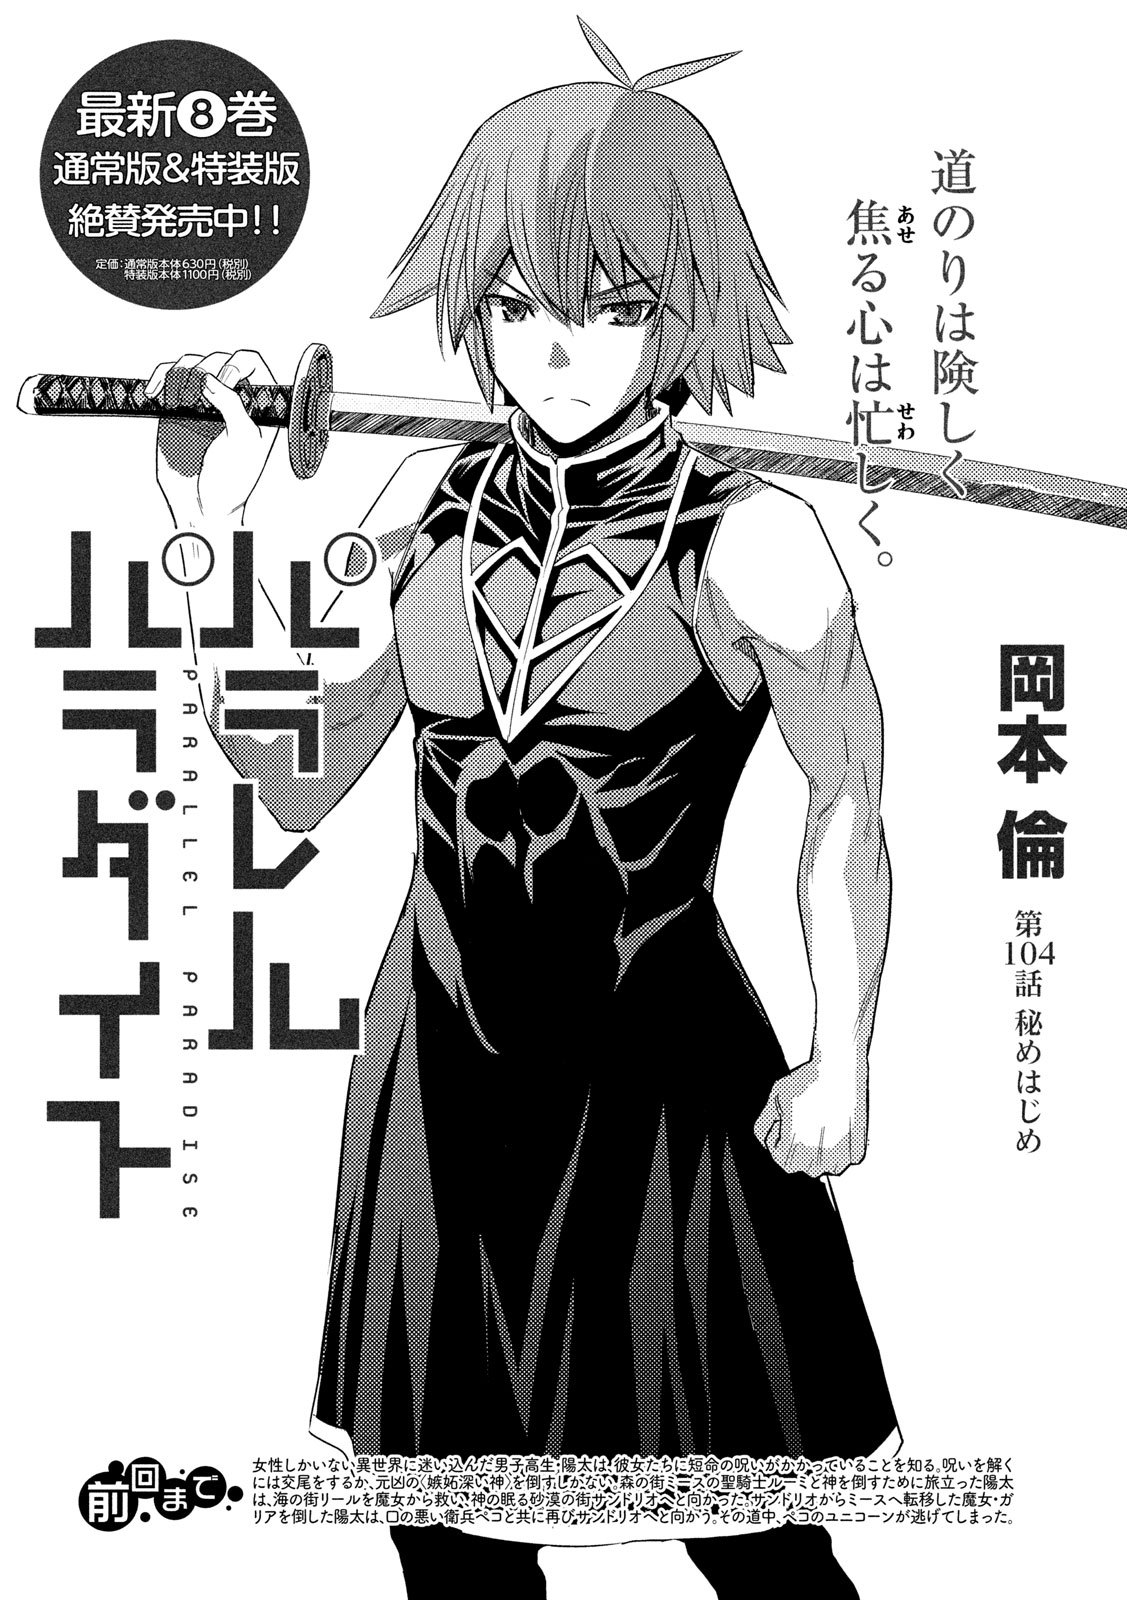 最新8巻
通常版&特装版
絶賛発売中!!
定価:通常版本体630円(税別)
特装版本体1100円(税別)
道のりは険しく
焦る心は忙しく。
あせ
せわ
パラレル
パラダイス
PARALLEL PARADISE
岡本 倫
第104話 秘めはじめ
前回まで
女性しかいない異世界に迷い込んだ男子高生・陽太は、彼女たちに短命の呪いがかかっていることを知る。呪いを解く
には交尾をするか、元凶の〈嫉妬深い神〉を倒すしかない。森の街ミースの聖騎士ルーミと神を倒すために旅立った陽太
は、海の街リールを魔女から救い、神の眠る砂漠の街サンドリオへと向かった。サンドリオからミースへ転移した魔女・ガ
リアを倒した陽太は、口の悪い衛兵ペコと共に再びサンドリオへと向かう。その道中、ペコのユニコーンが逃げてしまった。